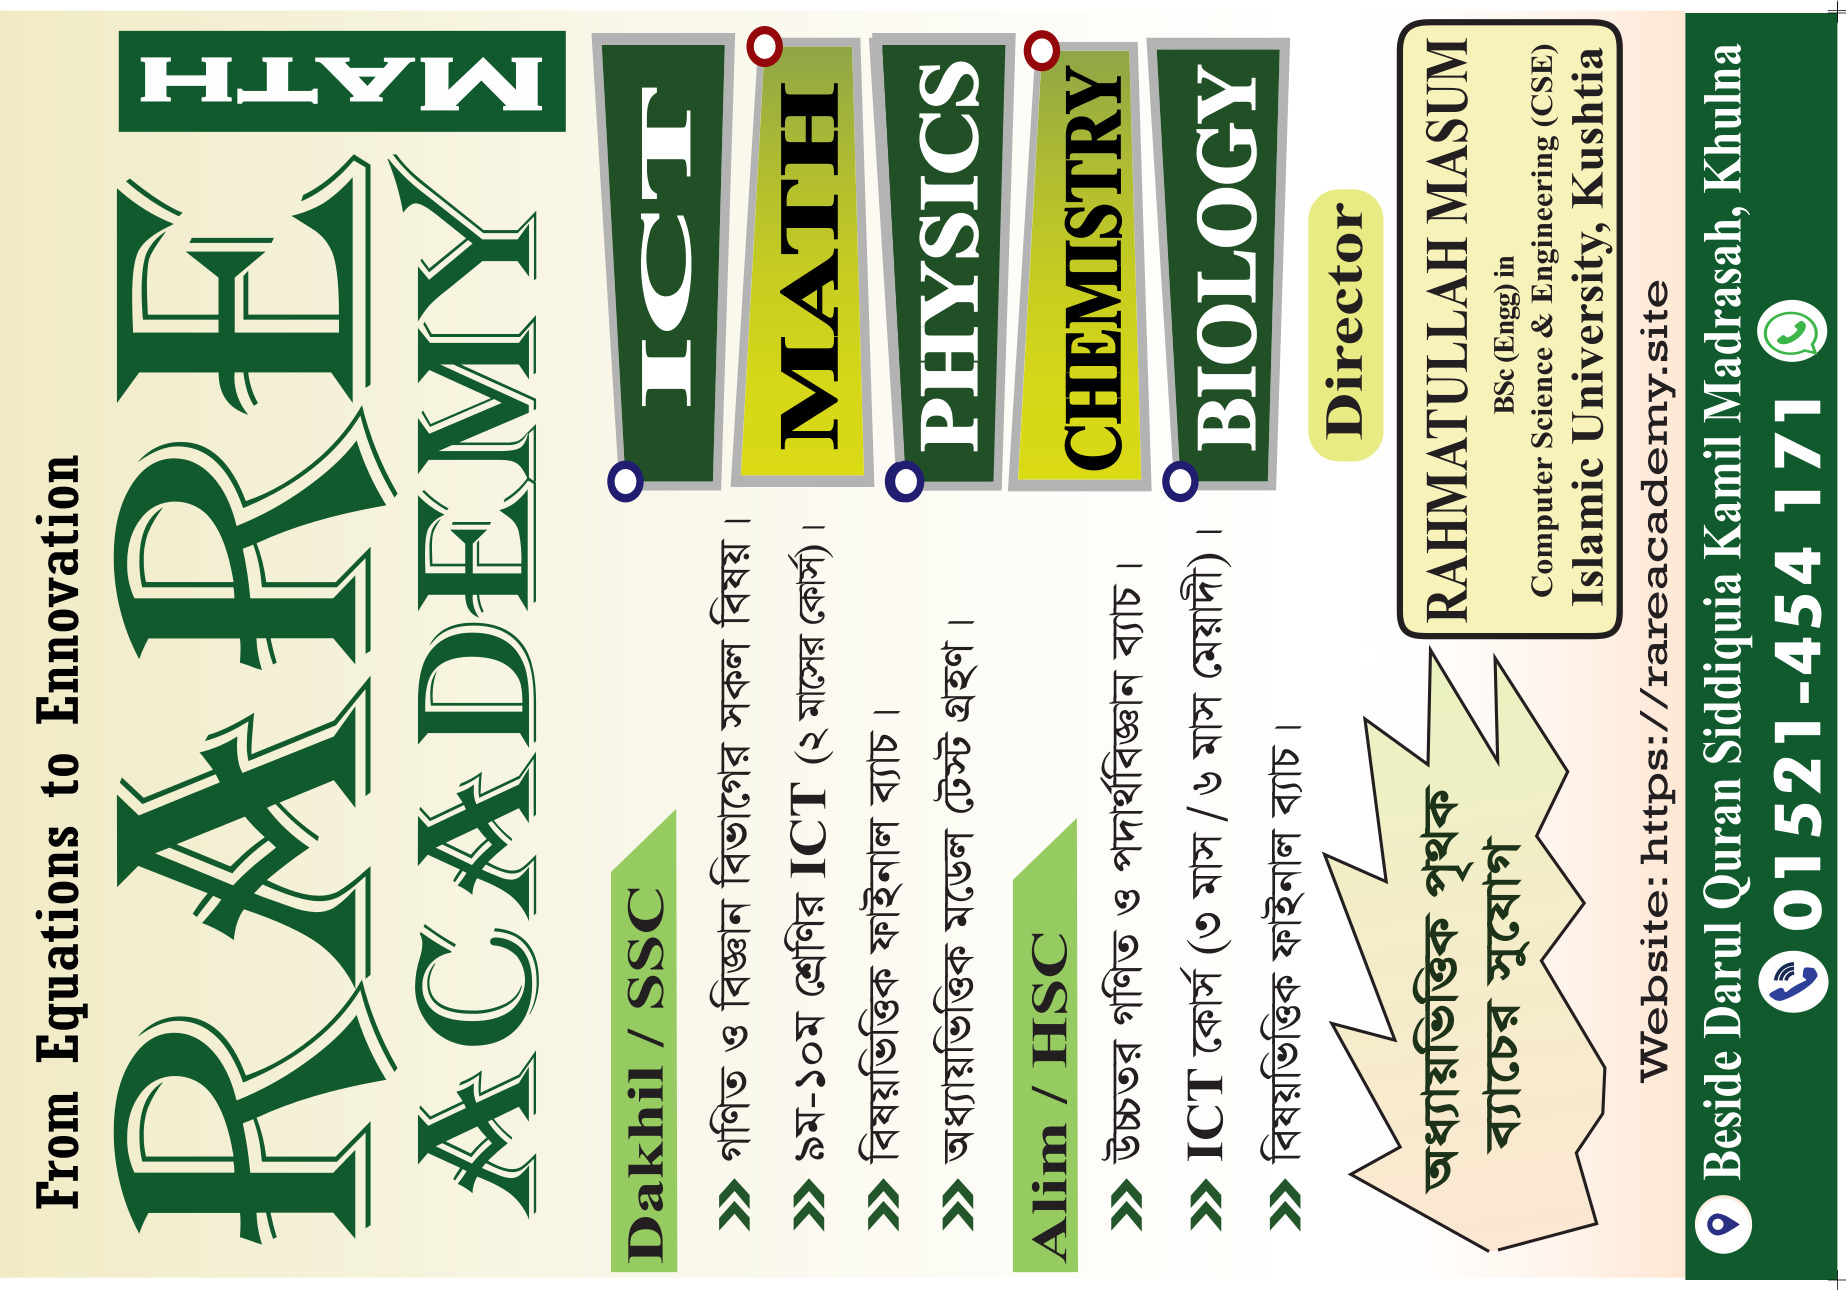 From Equations to Ennovation
RARE
MATH
ACADEMY
Dakhil / SSC
গণিত ও বিজ্ঞান বিভাগের সকল বিষয়।
৯ম-১০ম শ্রেণির ICT (২ মাসের কোর্স)।
বিষয়ভিত্তিক ফাইনাল ব্যাচ।
অধ্যায়ভিত্তিক মডেল টেস্ট গ্রহণ।
Alim / HSC
উচ্চতর গণিত ও পদার্থবিজ্ঞান ব্যাচ।
ICT কোর্স (৩ মাস / ৬ মাস মেয়াদী)।
বিষয়ভিত্তিক ফাইনাল ব্যাচ।
ICT
MATH
PHYSICS
CHEMISTRY
BIOLOGY
অধ্যায়ভিত্তিক পৃথক
ব্যাচের সুযোগ
Director
RAHMATULLAH MASUM
BSc (Engg) in
Computer Science & Engineering (CSE)
Islamic University, Kushtia
Website: https://rareacademy.site
Beside Darul Quran Siddiquia Kamil Madrasah, Khulna
01521-454 171